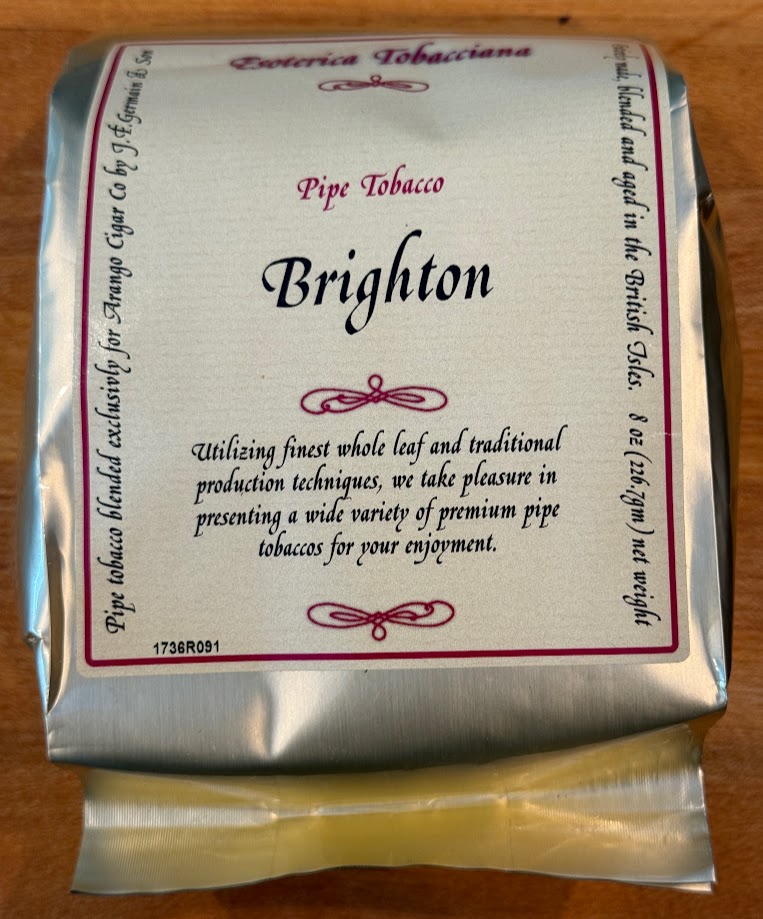 Esoterica Tobacciana
Pipe Tobacco
Brighton
Utilizing finest whole leaf and traditional
production techniques, we take pleasure in
presenting a wide variety of premium pipe
tobaccos for your enjoyment.
1736R091
Pipe tobacco blended exclusivly for Arango Cigar Co by J.F.Germain & Son
made, blended and aged in the British Isles. 8 oz (226.7gm) net weight